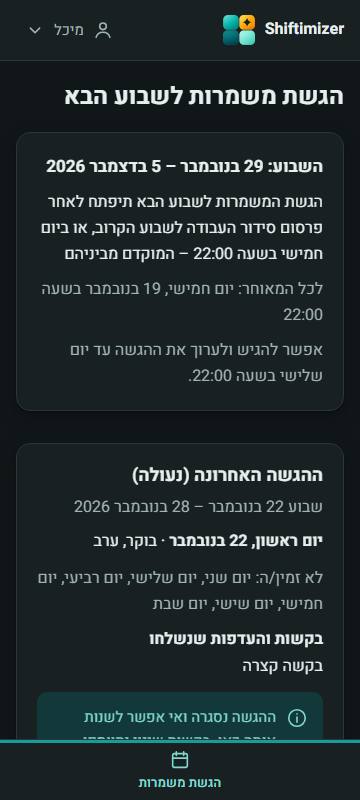 Shiftimizer
מיכל
הגשת משמרות לשבוע הבא
השבוע: 29 בנובמבר – 5 בדצמבר 2026
הגשת המשמרות לשבוע הבא תיפתח לאחר
פרסום סידור העבודה לשבוע הקרוב, או ביום
חמישי בשעה 22:00 – המוקדם מביניהם
לכל המאוחר: יום חמישי, 19 בנובמבר בשעה
22:00
אפשר להגיש ולערוך את ההגשה עד יום
שלישי בשעה 22:00.
ההגשה האחרונה (נעולה)
שבוע 22 בנובמבר – 28 בנובמבר 2026
יום ראשון, 22 בנובמבר · בוקר, ערב
לא זמין/ה: יום שני, יום שלישי, יום רביעי, יום
חמישי, יום שישי, יום שבת
בקשות והעדפות שנשלחו
בקשה קצרה
ההגשה נסגרה ואי אפשר לשנות
הגשת משמרות